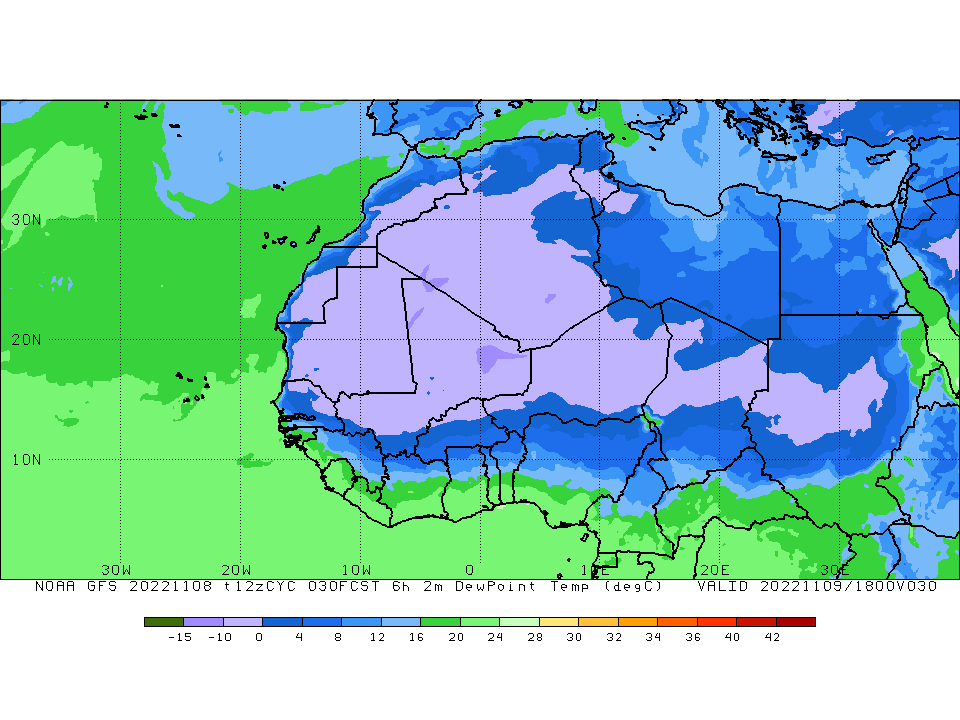 30N
20N
10N
30W 20W 10W 0 10E 20E 30E
NOAA GFS 20221108 t12zCYC 030FCST 6h 2m DewPoint Temp (degC) VALID 20221109/1800V030
-15 -10 0 4 8 12 16 20 24 28 30 32 34 36 40 42